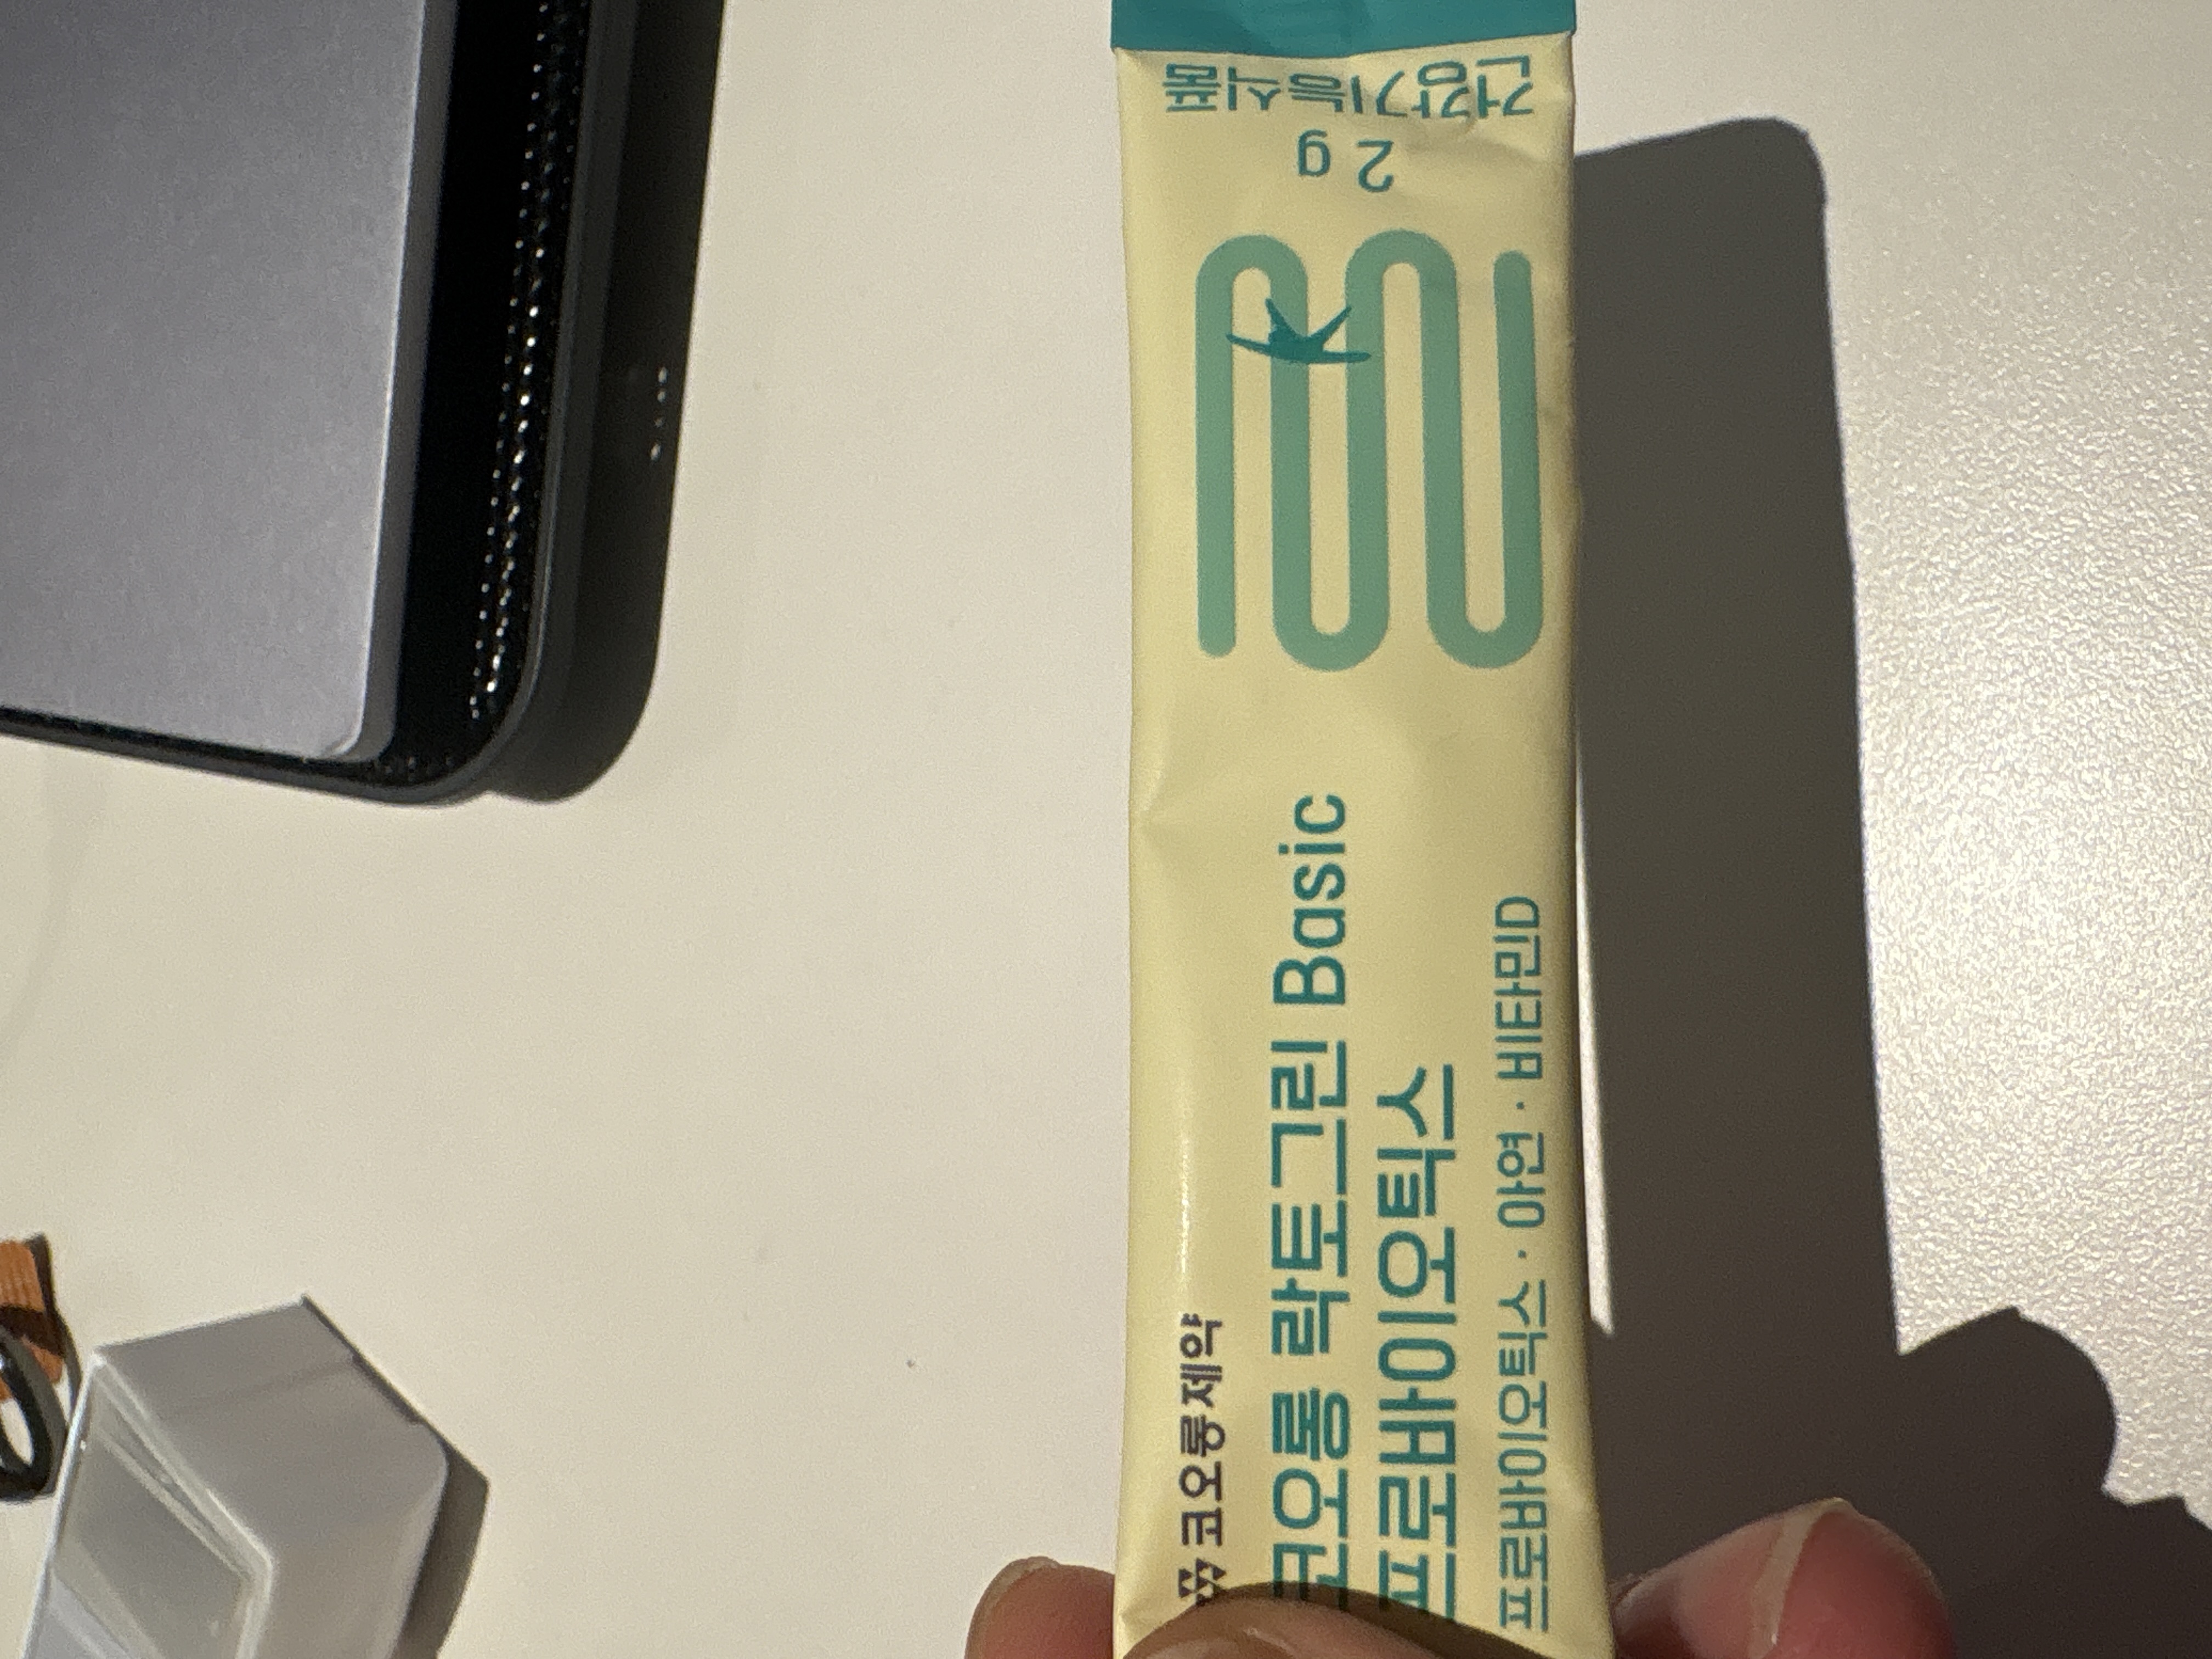 건강기능식품
2 g
코오롱제약
코오롱 락토그린 Basic
프로바이오틱스
프로바이오틱스 · 아연 · 비타민D